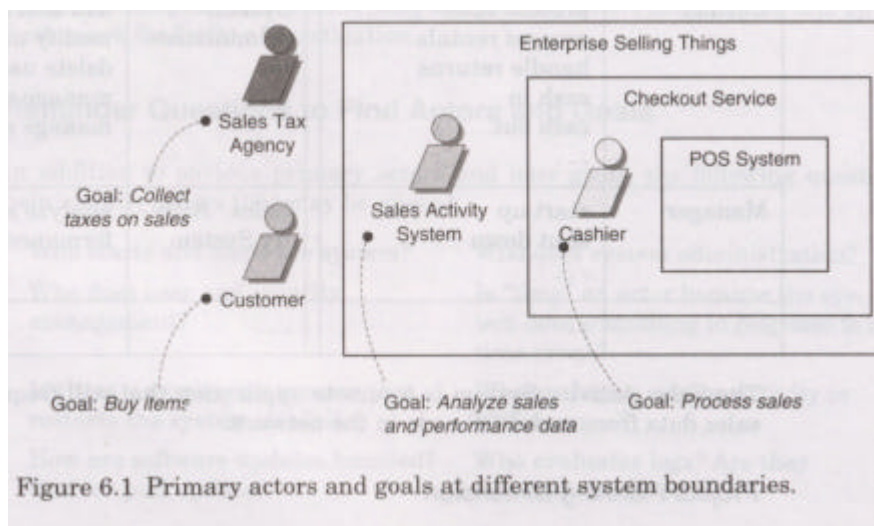 Enterprise Selling Things
Checkout Service
POS System
Sales Tax
Agency
Goal: Collect
taxes on sales
Sales Activity
System
Cashier
Customer
Goal: Buy items
Goal: Analyze sales
and performance data
Goal: Process sales
Figure 6.1 Primary actors and goals at different system boundaries.